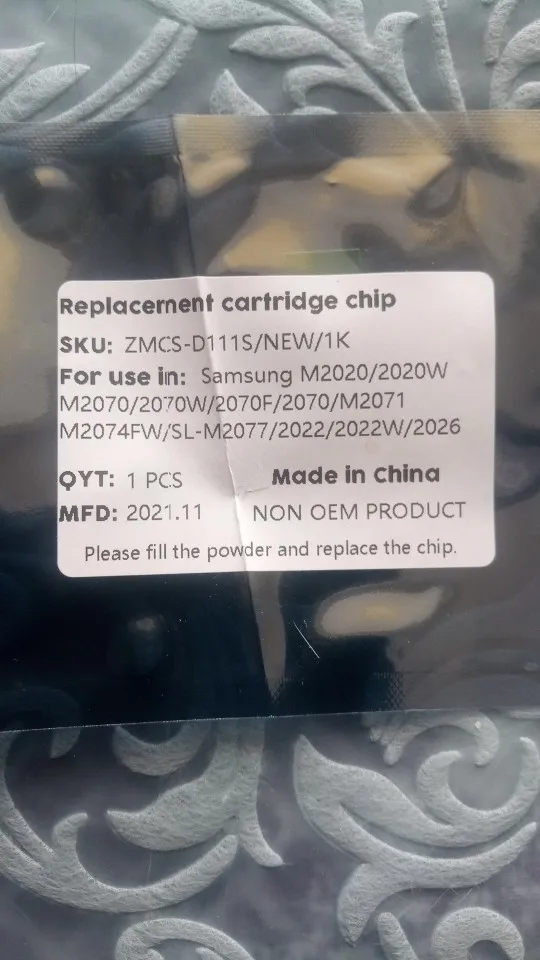 Replacement cartridge chip
SKU: ZMCS-D111S/NEW/1K
For use in: Samsung M2020/2020W
M2070/2070W/2070F/2070/M2071
M2074FW/SL-M2077/2022/2022W/2026
QYT: 1 PCS Made in China
MFD: 2021.11 NON OEM PRODUCT
Please fill the powder and replace the chip.